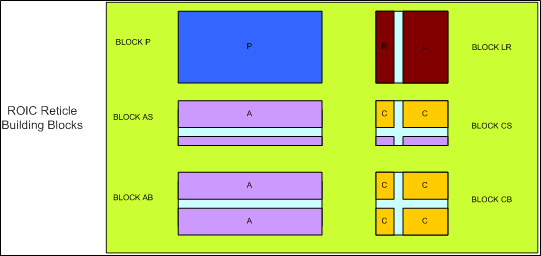 ROIC Reticle
Building Blocks
BLOCK P
P
R
L
BLOCK LR
BLOCK AS
A
C
C
BLOCK CS
BLOCK AB
A
A
C
C
C
C
BLOCK CB